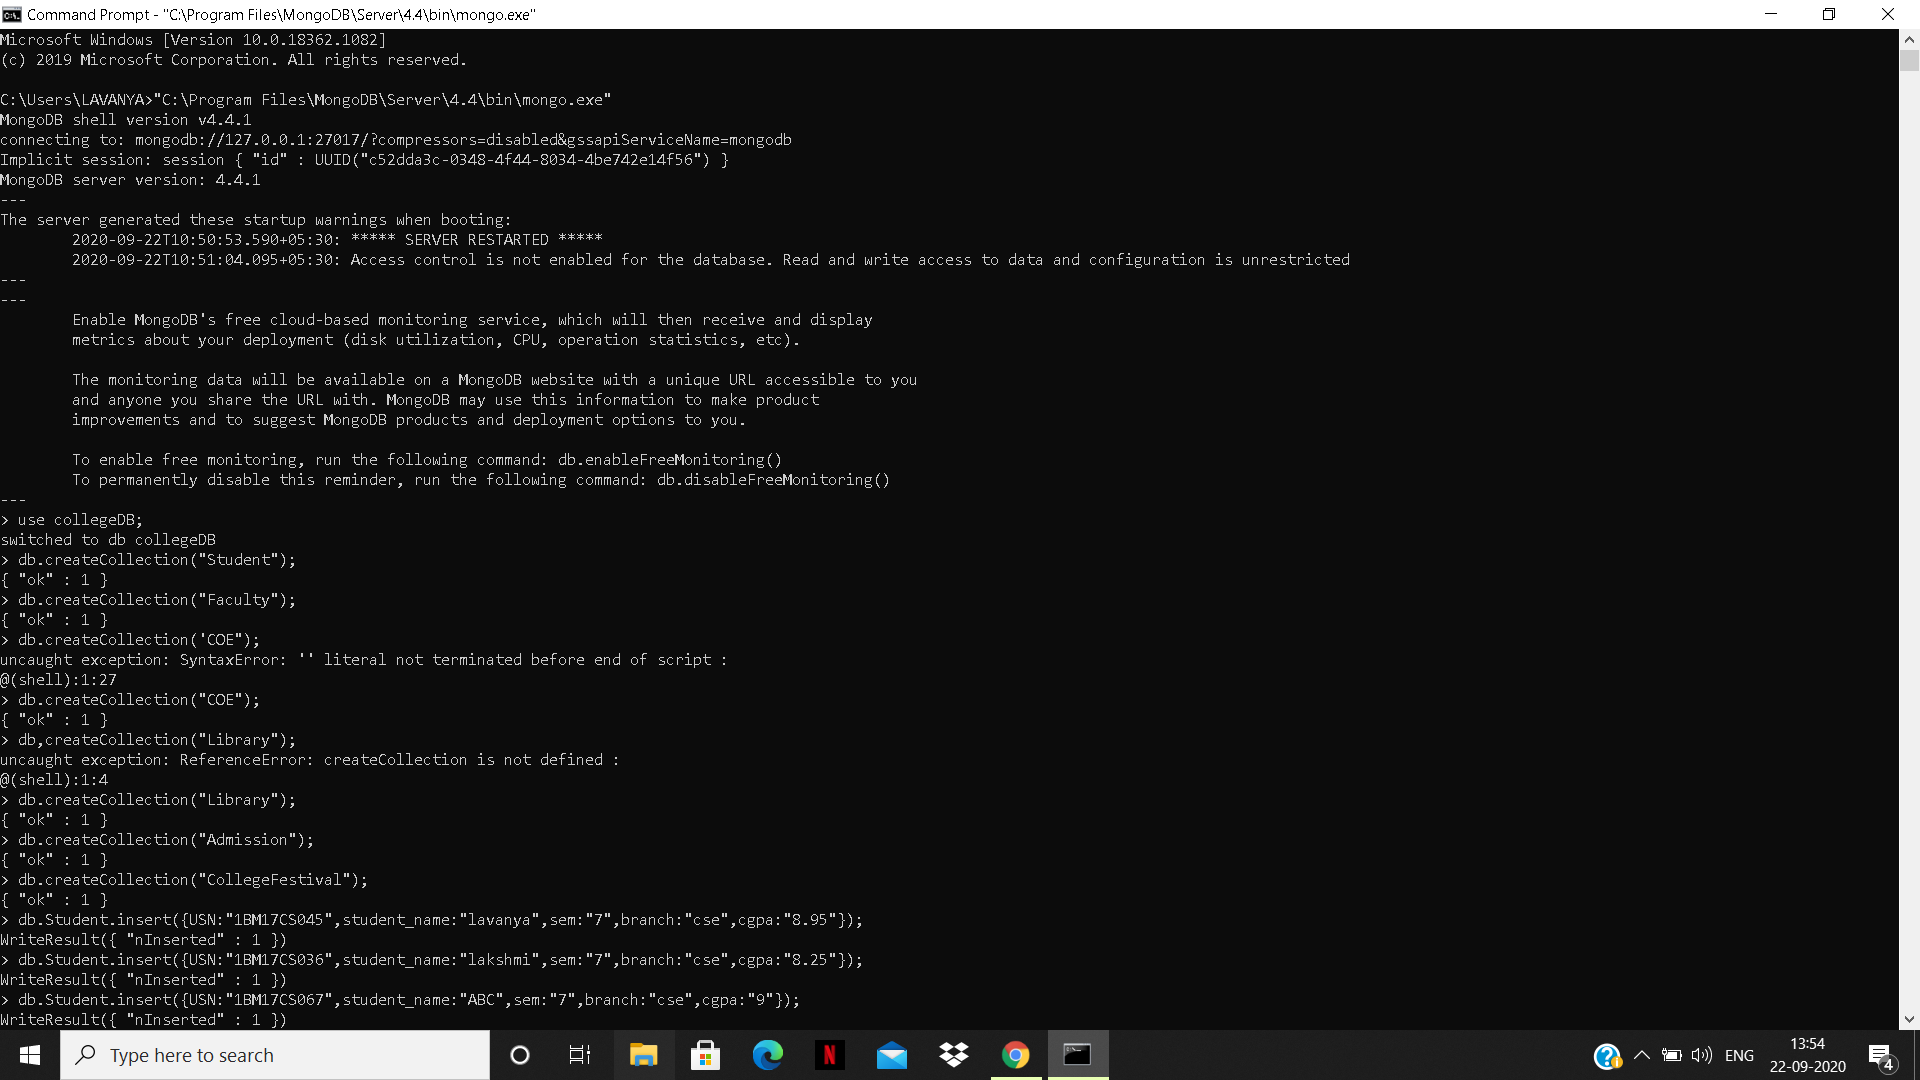 Command Prompt - "C:\Program Files\MongoDB\Server\4.4\bin\mongo.exe"
Microsoft Windows [Version 10.0.18362.1082]
(c) 2019 Microsoft Corporation. All rights reserved.
C:\Users\LAVANYA>"C:\Program Files\MongoDB\Server\4.4\bin\mongo.exe"
MongoDB shell version v4.4.1
connecting to: mongodb://127.0.0.1:27017/?compressors=disabled&gssapiServiceName=mongodb
Implicit session: session { "id" : UUID("c52dda3c-0348-4f44-8034-4be742e14f56") }
MongoDB server version: 4.4.1
---
The server generated these startup warnings when booting:
        2020-09-22T10:50:53.590+05:30: ***** SERVER RESTARTED *****
        2020-09-22T10:51:04.095+05:30: Access control is not enabled for the database. Read and write access to data and configuration is unrestricted
---
---
        Enable MongoDB's free cloud-based monitoring service, which will then receive and display
        metrics about your deployment (disk utilization, CPU, operation statistics, etc).
        The monitoring data will be available on a MongoDB website with a unique URL accessible to you
        and anyone you share the URL with. MongoDB may use this information to make product
        improvements and to suggest MongoDB products and deployment options to you.
        To enable free monitoring, run the following command: db.enableFreeMonitoring()
        To permanently disable this reminder, run the following command: db.disableFreeMonitoring()
---
> use collegeDB;
switched to db collegeDB
> db.createCollection("Student");
{ "ok" : 1 }
> db.createCollection("Faculty");
{ "ok" : 1 }
> db.createCollection('COE");
uncaught exception: SyntaxError: '' literal not terminated before end of script :
@(shell):1:27
> db.createCollection("COE");
{ "ok" : 1 }
> db,createCollection("Library");
uncaught exception: ReferenceError: createCollection is not defined :
@(shell):1:4
> db.createCollection("Library");
{ "ok" : 1 }
> db.createCollection("Admission");
{ "ok" : 1 }
> db.createCollection("CollegeFestival");
{ "ok" : 1 }
> db.Student.insert({USN:"1BM17CS045",student_name:"lavanya",sem:"7",branch:"cse",cgpa:"8.95"});
WriteResult({ "nInserted" : 1 })
> db.Student.insert({USN:"1BM17CS036",student_name:"lakshmi",sem:"7",branch:"cse",cgpa:"8.25"});
WriteResult({ "nInserted" : 1 })
> db.Student.insert({USN:"1BM17CS067",student_name:"ABC",sem:"7",branch:"cse",cgpa:"9"});
WriteResult({ "nInserted" : 1 })
Type here to search
N
ENG
13:54
22-09-2020
4